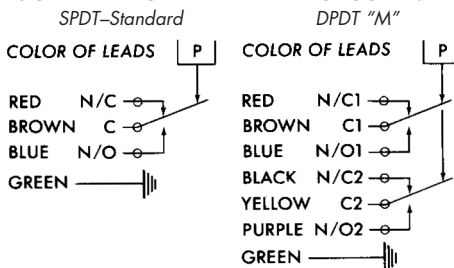 SPDT–Standard
COLOR OF LEADS P
RED N/C
BROWN C
BLUE N/O
GREEN
DPDT "M"
COLOR OF LEADS P
RED N/C1
BROWN C1
BLUE N/O1
BLACK N/C2
YELLOW C2
PURPLE N/O2
GREEN